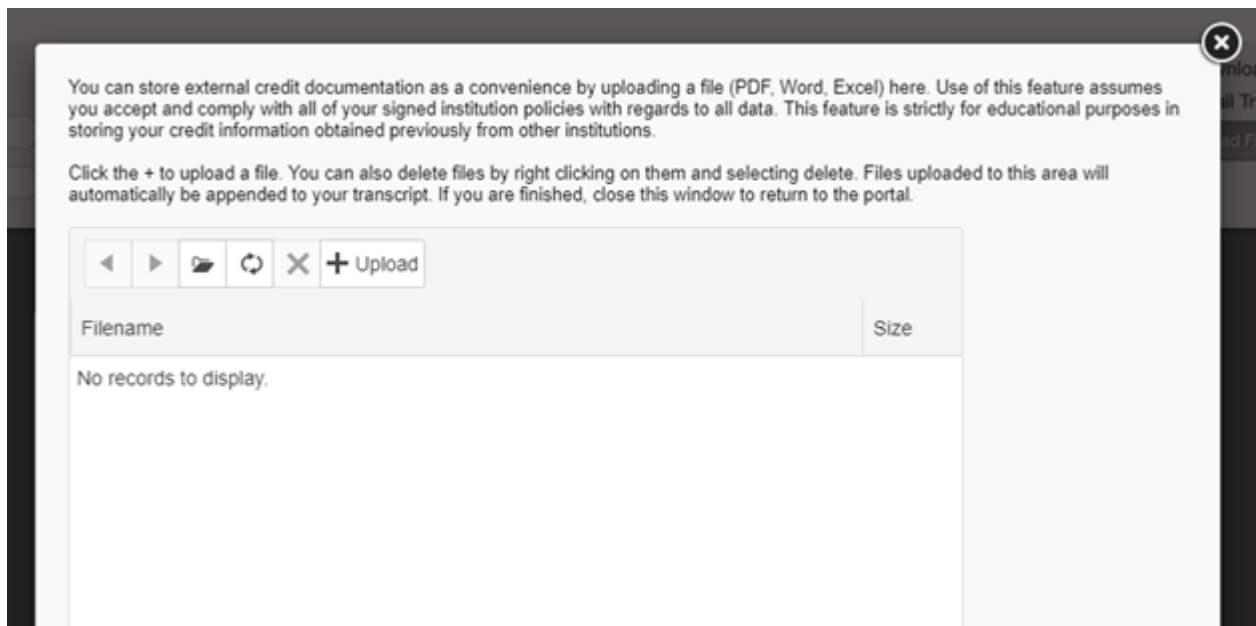 You can store external credit documentation as a convenience by uploading a file (PDF, Word, Excel) here. Use of this feature assumes
you accept and comply with all of your signed institution policies with regards to all data. This feature is strictly for educational purposes in
storing your credit information obtained previously from other institutions.
Click the + to upload a file. You can also delete files by right clicking on them and selecting delete. Files uploaded to this area will
automatically be appended to your transcript. If you are finished, close this window to return to the portal.
+ Upload
Filename Size
No records to display.